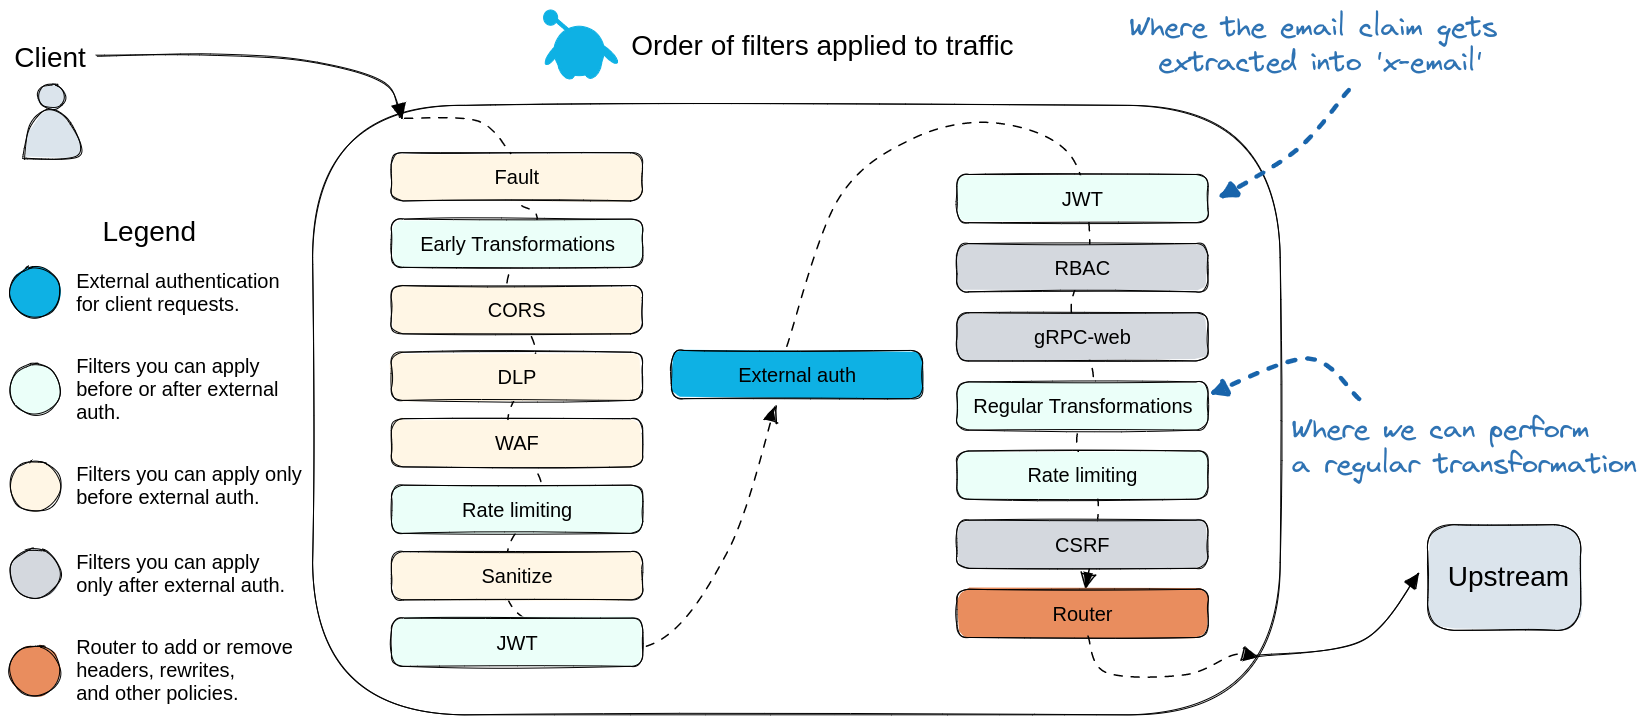 Order of filters applied to traffic
Where the email claim gets
extracted into 'x-email'
Client
Legend
External authentication
for client requests.
Filters you can apply
before or after external
auth.
Filters you can apply only
before external auth.
Filters you can apply
only after external auth.
Router to add or remove
headers, rewrites,
and other policies.
Fault
Early Transformations
CORS
DLP
WAF
Rate limiting
Sanitize
JWT
External auth
JWT
RBAC
gRPC-web
Regular Transformations
Rate limiting
CSRF
Router
Where we can perform
a regular transformation
Upstream